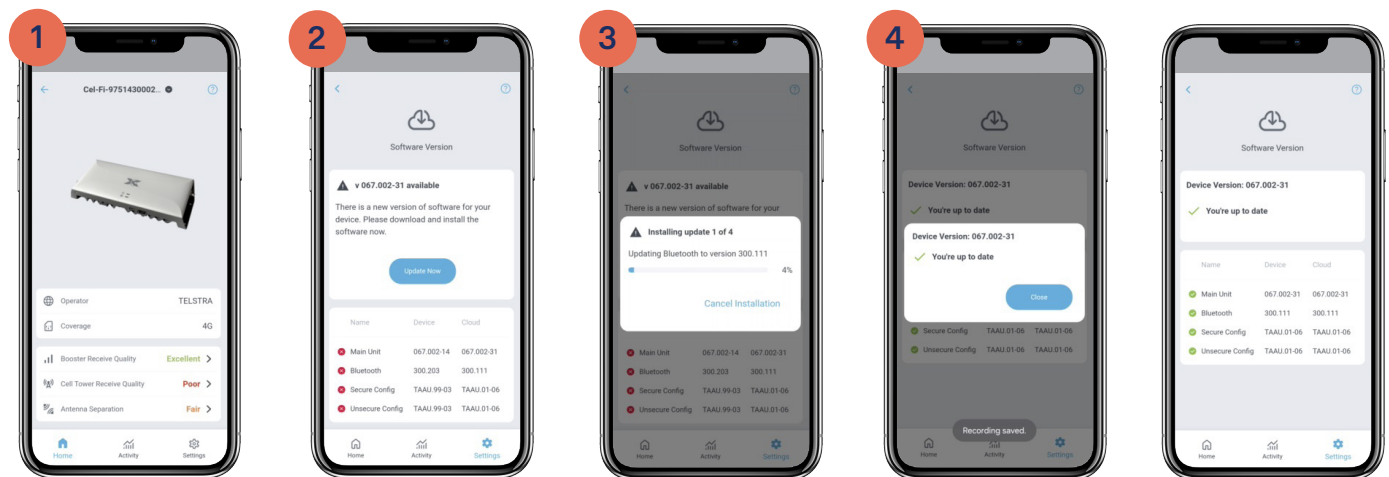 1
Cel-Fi-9751430002...
Operator TELSTRA
Coverage 4G
Booster Receive Quality Excellent
Cell Tower Receive Quality Poor
Antenna Separation Fair
Home Activity Settings
2
Software Version
v 067.002-31 available
There is a new version of software for your
device. Please download and install the
software now.
Update Now
Name Device Cloud
Main Unit 067.002-14 067.002-31
Bluetooth 300.203 300.111
Secure Config TAAU.99-03 TAAU.01-06
Unsecure Config TAAU.99-03 TAAU.01-06
Home Activity Settings
3
Software Version
v 067.002-31 available
There is a new version of software for your
Installing update 1 of 4
Updating Bluetooth to version 300.111
4%
Cancel Installation
Main Unit 067.002-14 067.002-31
Bluetooth 300.203 300.111
Secure Config TAAU.99-03 TAAU.01-06
Unsecure Config TAAU.99-03 TAAU.01-06
Home Activity Settings
4
Software Version
Device Version: 067.002-31
You're up to date
Device Version: 067.002-31
You're up to date
Close
Secure Config TAAU.01-06 TAAU.01-06
Unsecure Config TAAU.01-06 TAAU.01-06
Recording saved.
Home Activity Settings
Software Version
Device Version: 067.002-31
You're up to date
Name Device Cloud
Main Unit 067.002-31 067.002-31
Bluetooth 300.111 300.111
Secure Config TAAU.01-06 TAAU.01-06
Unsecure Config TAAU.01-06 TAAU.01-06
Home Activity Settings